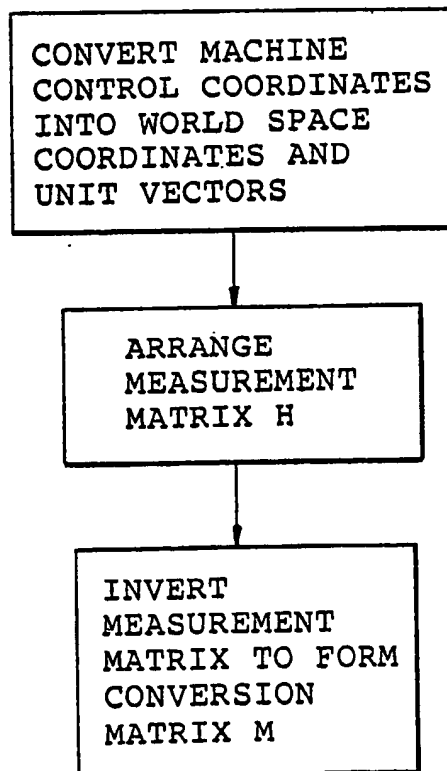 CONVERT MACHINE
CONTROL COORDINATES
INTO WORLD SPACE
COORDINATES AND
UNIT VECTORS
ARRANGE
MEASUREMENT
MATRIX H
INVERT
MEASUREMENT
MATRIX TO FORM
CONVERSION
MATRIX M